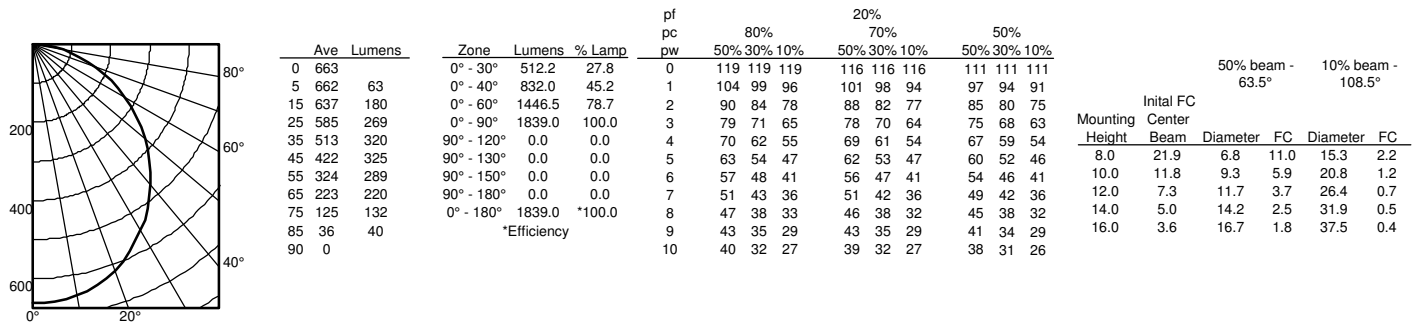 80°
60°
40°
200
400
600
0°
20°
Ave Lumens
0 663
5 662 63
15 637 180
25 585 269
35 513 320
45 422 325
55 324 289
65 223 220
75 125 132
85 36 40
90 0
Zone Lumens % Lamp
0° - 30° 512.2 27.8
0° - 40° 832.0 45.2
0° - 60° 1446.5 78.7
0° - 90° 1839.0 100.0
90° - 120° 0.0 0.0
90° - 130° 0.0 0.0
90° - 150° 0.0 0.0
90° - 180° 0.0 0.0
0° - 180° 1839.0 *100.0
*Efficiency
pf 20%
pc 80% 70% 50%
pw 50% 30% 10% 50% 30% 10% 50% 30% 10%
0 119 119 119 116 116 116 111 111 111
1 104 99 96 101 98 94 97 94 91
2 90 84 78 88 82 77 85 80 75
3 79 71 65 78 70 64 75 68 63
4 70 62 55 69 61 54 67 59 54
5 63 54 47 62 53 47 60 52 46
6 57 48 41 56 47 41 54 46 41
7 51 43 36 51 42 36 49 42 36
8 47 38 33 46 38 32 45 38 32
9 43 35 29 43 35 29 41 34 29
10 40 32 27 39 32 27 38 31 26
50% beam - 10% beam -
63.5° 108.5°
Inital FC
Mounting Center
Height Beam Diameter FC Diameter FC
8.0 21.9 6.8 11.0 15.3 2.2
10.0 11.8 9.3 5.9 20.8 1.2
12.0 7.3 11.7 3.7 26.4 0.7
14.0 5.0 14.2 2.5 31.9 0.5
16.0 3.6 16.7 1.8 37.5 0.4